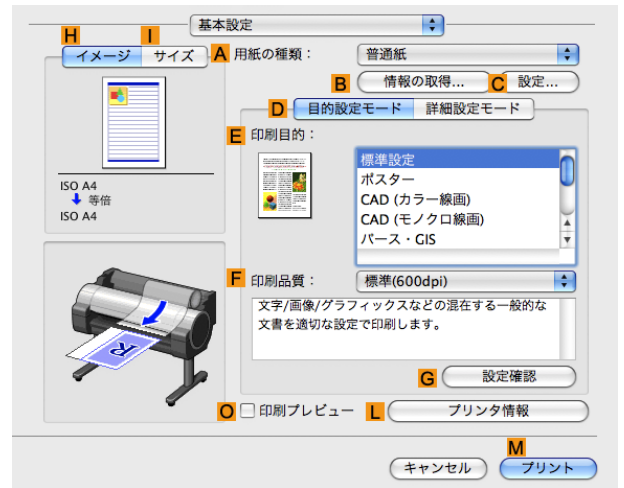 基本設定
H
I
イメージ サイズ
A 用紙の種類： 普通紙
B 情報の取得... C 設定...
D 目的設定モード 詳細設定モード
E 印刷目的：
標準設定
ポスター
CAD (カラー線画)
CAD (モノクロ線画)
パース・GIS
ISO A4
等倍
ISO A4
F 印刷品質： 標準(600dpi)
文字/画像/グラフィックスなどの混在する一般的な
文書を適切な設定で印刷します。
G 設定確認
O 印刷プレビュー L プリンタ情報
M
キャンセル プリント